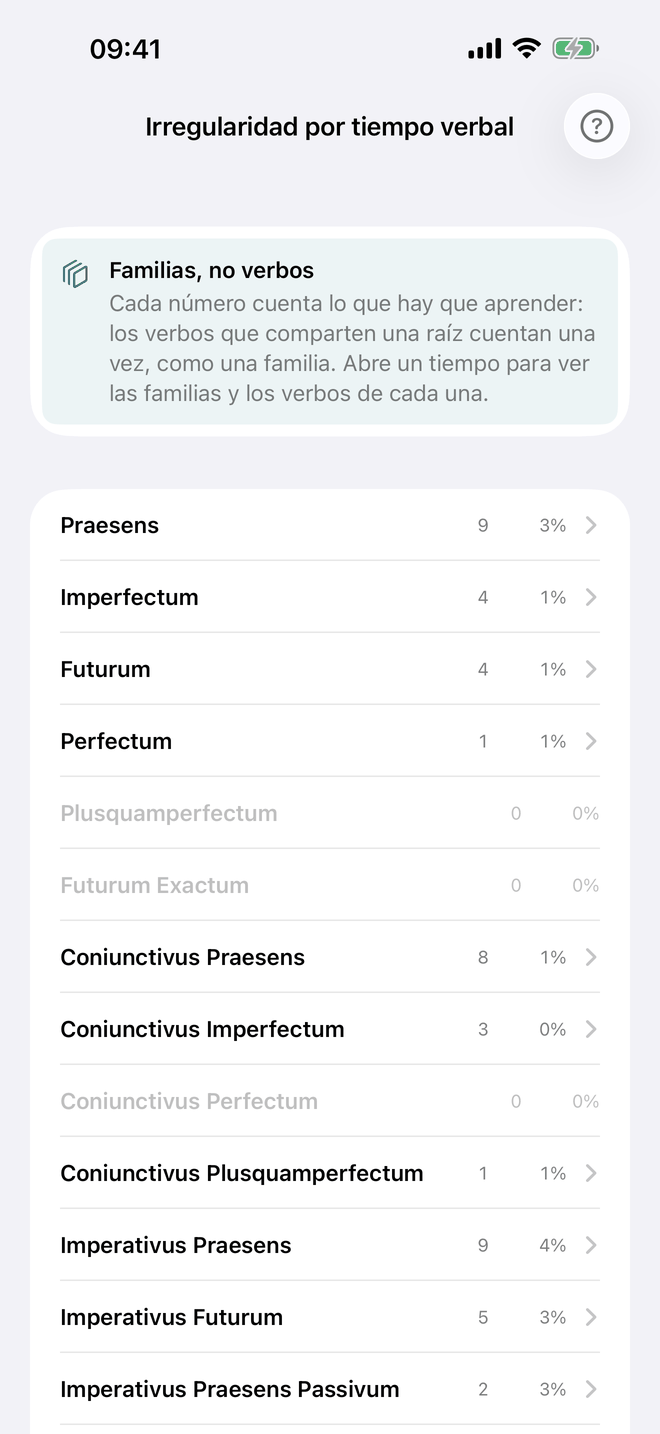 09:41
Irregularidad por tiempo verbal
?
Familias, no verbos
Cada número cuenta lo que hay que aprender:
los verbos que comparten una raíz cuentan una
vez, como una familia. Abre un tiempo para ver
las familias y los verbos de cada una.
Praesens 9 3%
Imperfectum 4 1%
Futurum 4 1%
Perfectum 1 1%
Plusquamperfectum 0 0%
Futurum Exactum 0 0%
Coniunctivus Praesens 8 1%
Coniunctivus Imperfectum 3 0%
Coniunctivus Perfectum 0 0%
Coniunctivus Plusquamperfectum 1 1%
Imperativus Praesens 9 4%
Imperativus Futurum 5 3%
Imperativus Praesens Passivum 2 3%